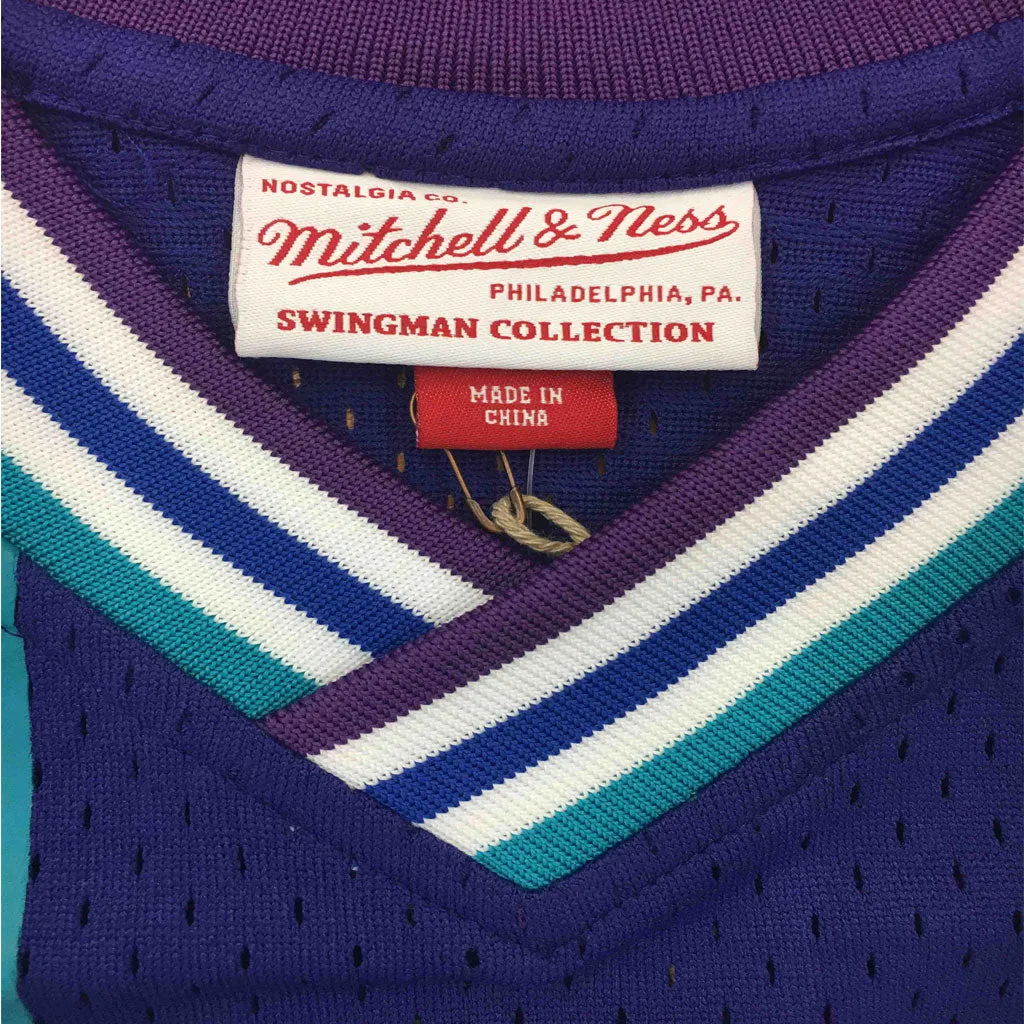 NOSTALGIA CO.
Mitchell & Ness
PHILADELPHIA, PA.
SWINGMAN COLLECTION
MADE IN
CHINA